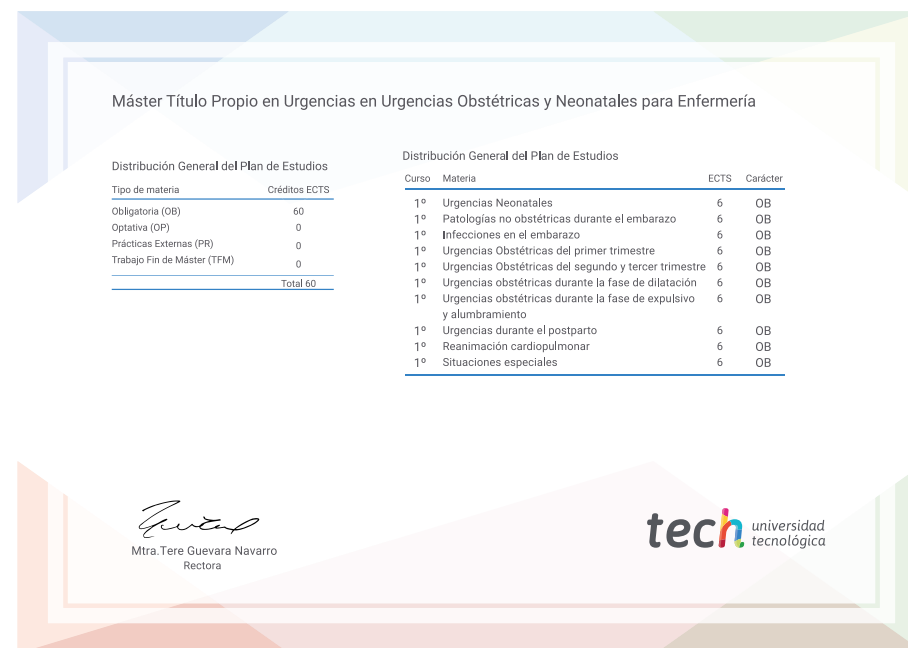 Máster Título Propio en Urgencias en Urgencias Obstétricas y Neonatales para Enfermería
Distribución General del Plan de Estudios
Tipo de materia Créditos ECTS
Obligatoria (OB) 60
Optativa (OP) 0
Prácticas Externas (PR) 0
Trabajo Fin de Máster (TFM) 0
Total 60
Distribución General del Plan de Estudios
Curso Materia ECTS Carácter
1º Urgencias Neonatales 6 OB
1º Patologías no obstétricas durante el embarazo 6 OB
1º Infecciones en el embarazo 6 OB
1º Urgencias Obstétricas del primer trimestre 6 OB
1º Urgencias Obstétricas del segundo y tercer trimestre 6 OB
1º Urgencias obstétricas durante la fase de dilatación 6 OB
1º Urgencias obstétricas durante la fase de expulsivo 6 OB
y alumbramiento
1º Urgencias durante el postparto 6 OB
1º Reanimación cardiopulmonar 6 OB
1º Situaciones especiales 6 OB
Mtra.Tere Guevara Navarro
Rectora
tech universidad
tecnológica